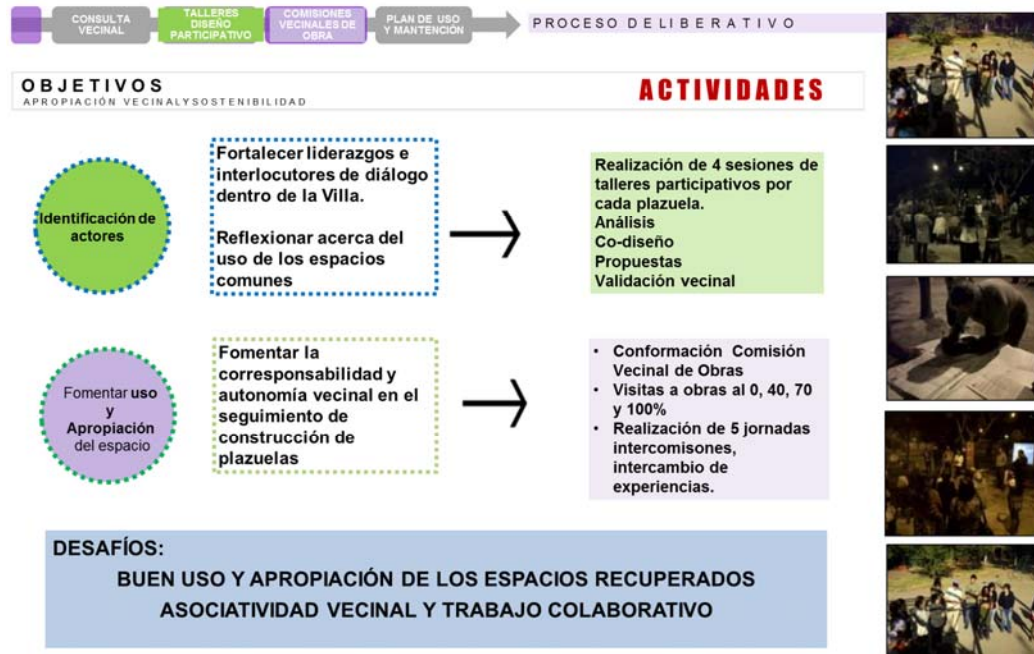 CONSULTA
VECINAL
TALLERES
DISEÑO
PARTICIPATIVO
COMISIONES
VECINALES DE
OBRA
PLAN DE USO
Y MANTENCIÓN
PROCESO DELIBERATIVO
OBJETIVOS
APROPIACIÓN VECINALYSOSTENIBILIDAD
ACTIVIDADES
Identificación de
actores
Fortalecer liderazgos e
interlocutores de diálogo
dentro de la Villa.
Reflexionar acerca del
uso de los espacios
comunes
Realización de 4 sesiones de
talleres participativos por
cada plazuela.
Análisis
Co-diseño
Propuestas
Validación vecinal
Fomentar uso
y
Apropiación
del espacio
Fomentar la
corresponsabilidad y
autonomía vecinal en el
seguimiento de
construcción de
plazuelas
• Conformación Comisión
Vecinal de Obras
• Visitas a obras al 0, 40, 70
y 100%
• Realización de 5 jornadas
intercomisones,
intercambio de
experiencias.
DESAFÍOS:
BUEN USO Y APROPIACIÓN DE LOS ESPACIOS RECUPERADOS
ASOCIATIVIDAD VECINAL Y TRABAJO COLABORATIVO